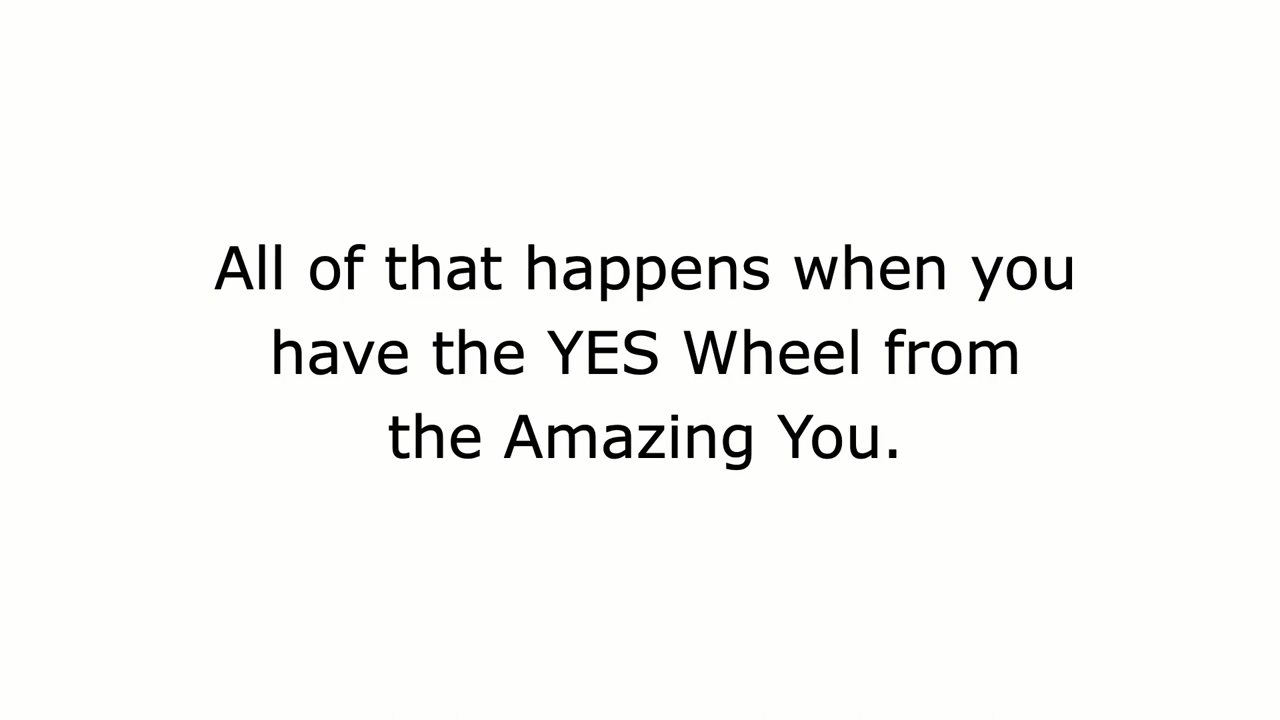 All of that happens when you
have the YES Wheel from
the Amazing You.